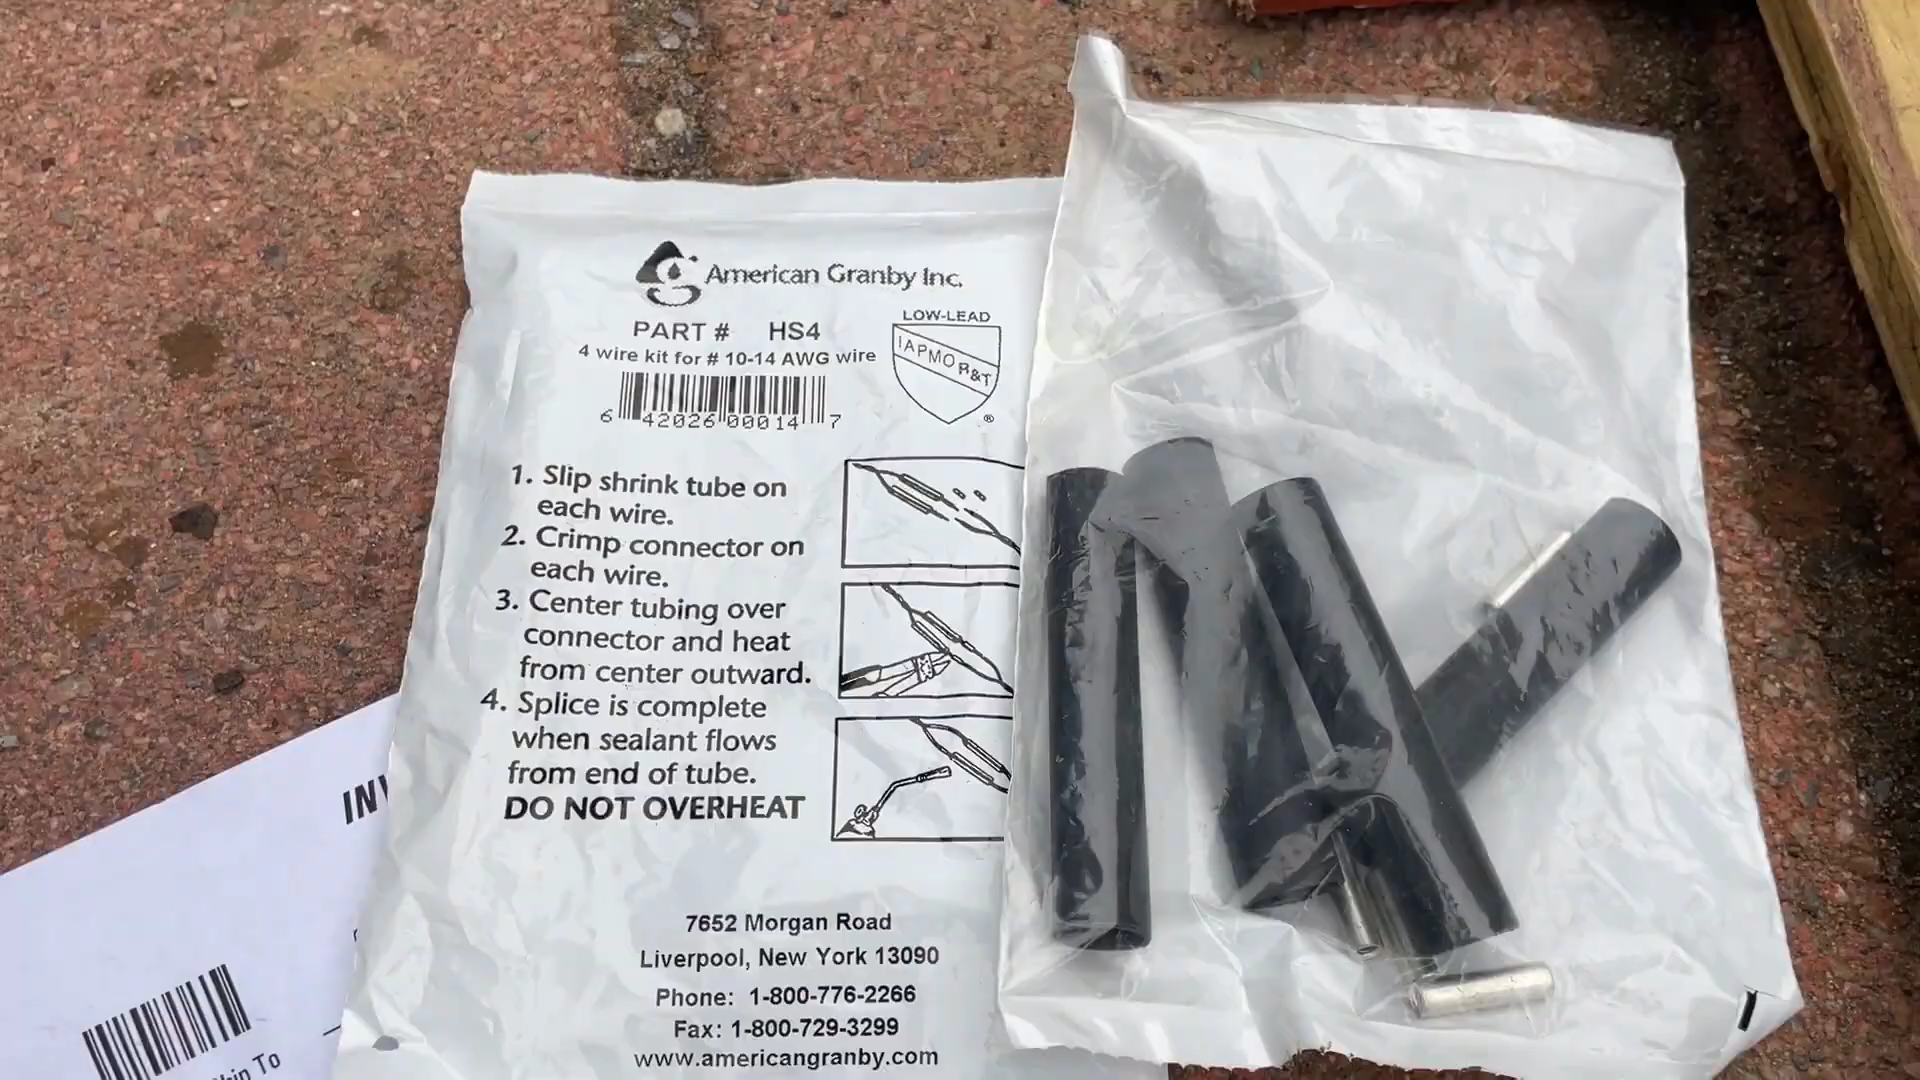 American Granby Inc.
PART # HS4
4 wire kit for # 10-14 AWG wire
LOW-LEAD
IAPMO R&T
®
6 42026 00014 7
1. Slip shrink tube on
each wire.
2. Crimp connector on
each wire.
3. Center tubing over
connector and heat
from center outward.
4. Splice is complete
when sealant flows
from end of tube.
DO NOT OVERHEAT
7652 Morgan Road
Liverpool, New York 13090
Phone: 1-800-776-2266
Fax: 1-800-729-3299
www.americangranby.com
To